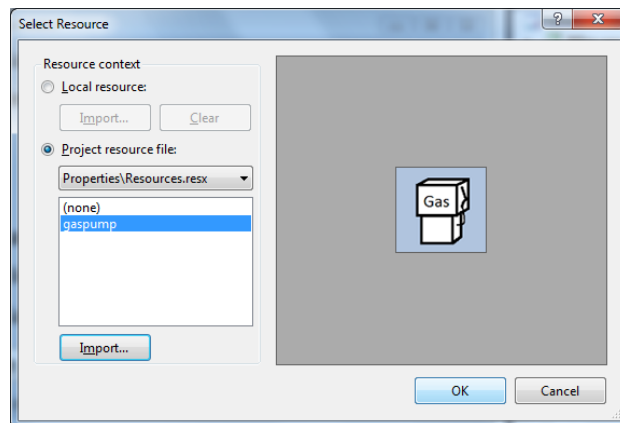 Select Resource
Resource context
Local resource:
Import...
Clear
Project resource file:
Properties\Resources.resx
(none)
gaspump
Import...
Gas
OK
Cancel